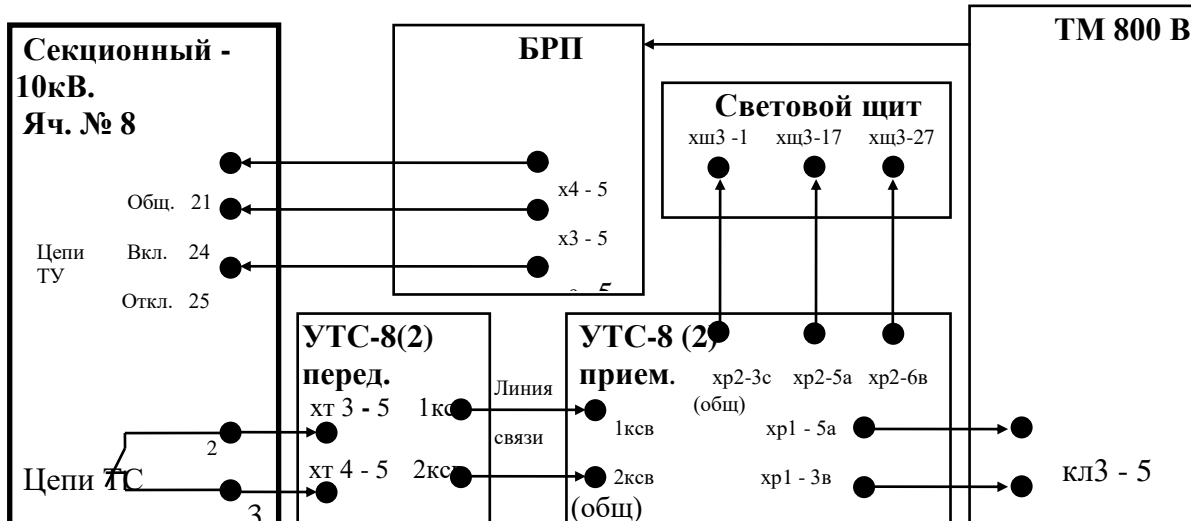 Секционный -
10кВ.
Яч. № 8
Общ. 21
Цепи
ТУ
Вкл. 24
Откл. 25
2
Цепи ТС
3
БРП
х4 - 5
х3 - 5
5
ТМ 800 В
Световой щит
хш3 -1 хщ3-17 хщ3-27
УТС-8(2)
перед.
хт 3 - 5 1ксв
хт 4 - 5 2ксв
Линия
связи
УТС-8 (2)
прием.
хр2-3с хр2-5а хр2-6в
(общ)
1ксв
2ксв
(общ)
хр1 - 5а
хр1 - 3в
кл3 - 5